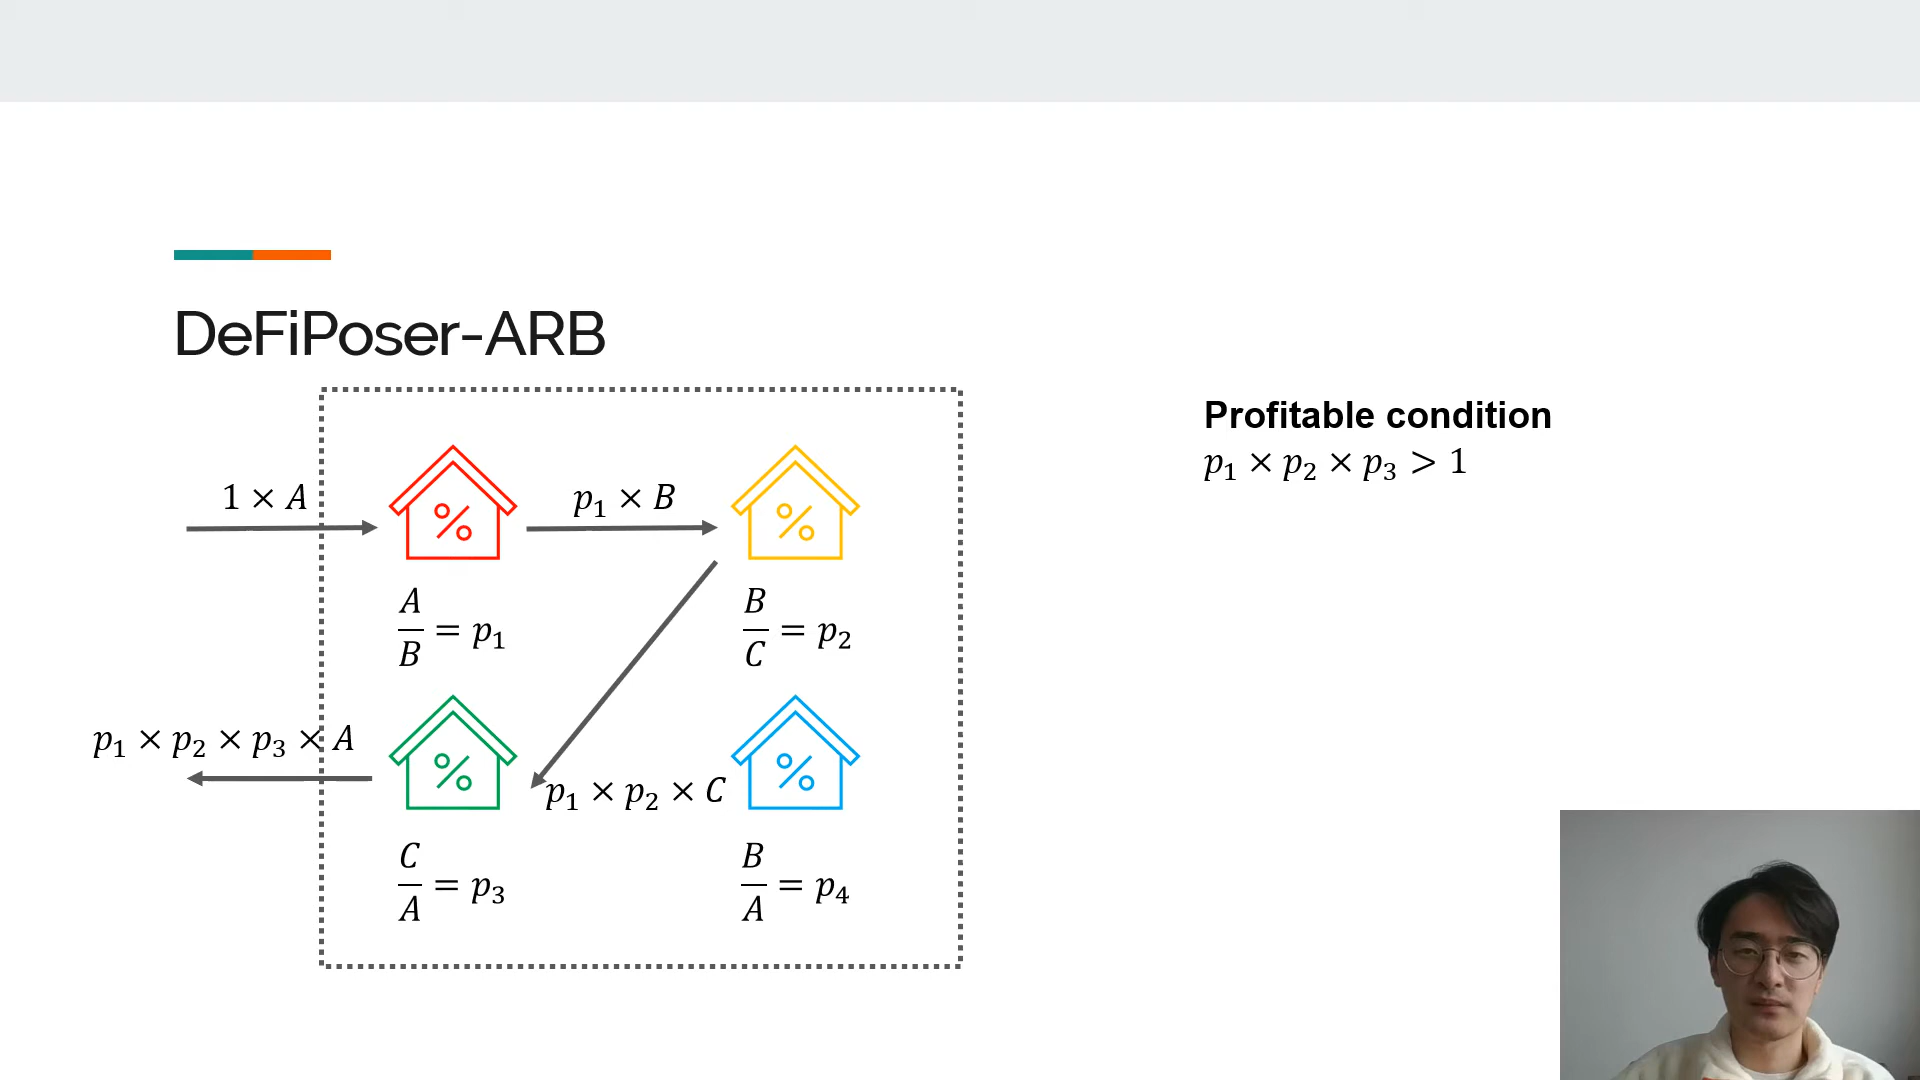 DeFiPoser-ARB
Profitable condition
p₁ × p₂ × p₃ > 1
1 × A
p₁ × B
A/B = p₁
B/C = p₂
p₁ × p₂ × p₃ × A
p₁ × p₂ × C
C/A = p₃
B/A = p₄